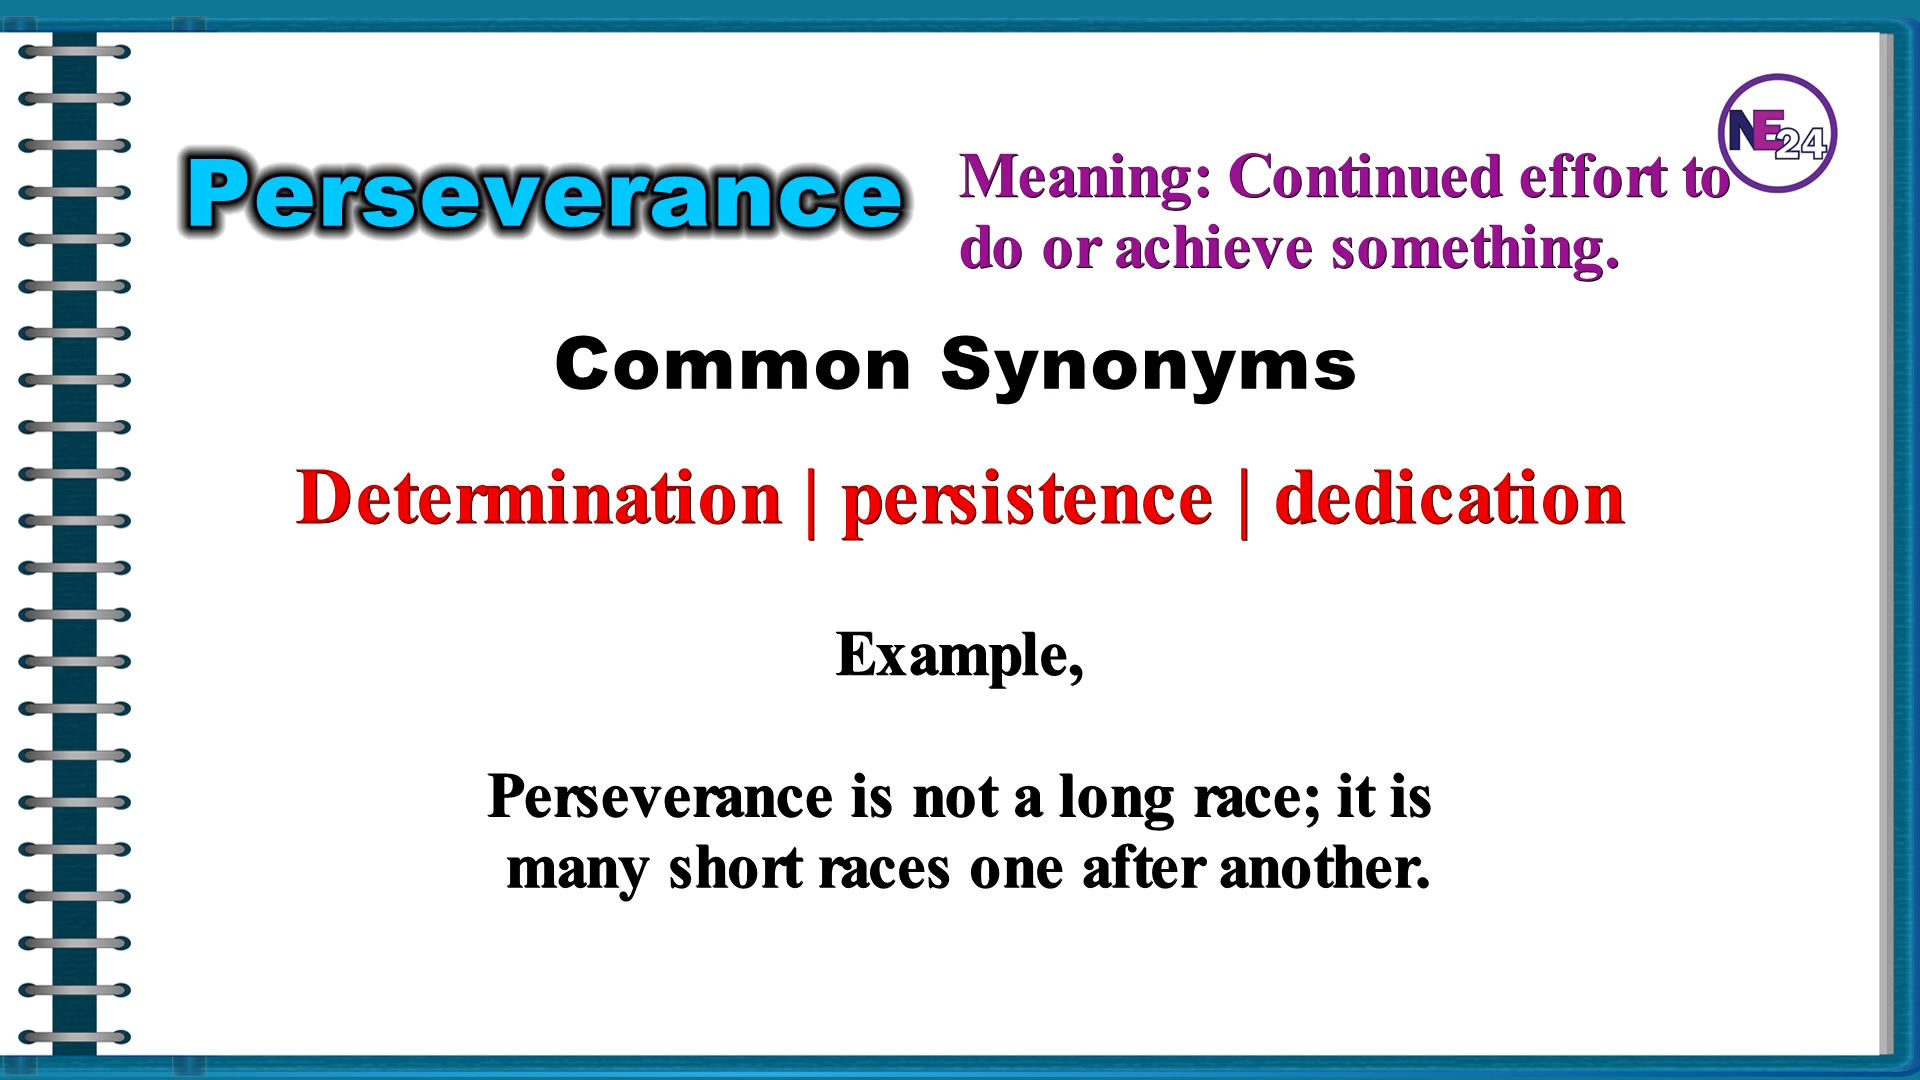 NE24
Perseverance
Meaning: Continued effort to
do or achieve something.
Common Synonyms
Determination | persistence | dedication
Example,
Perseverance is not a long race; it is
many short races one after another.